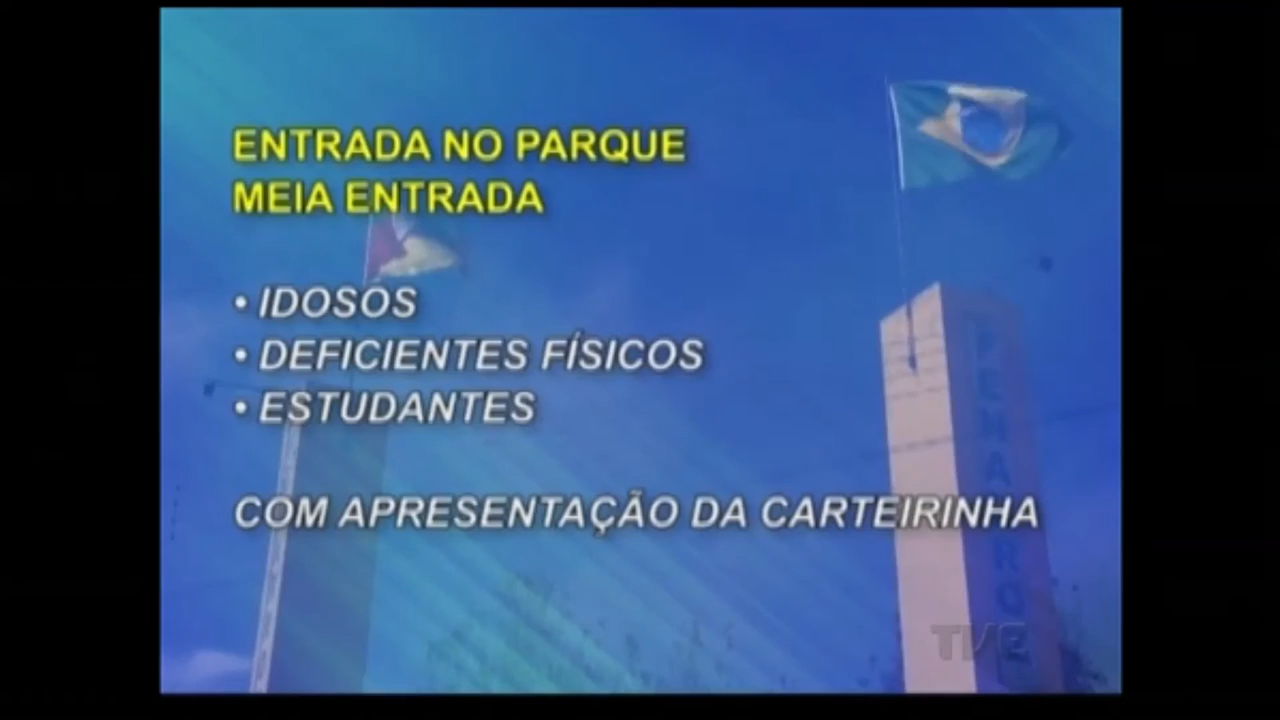 ENTRADA NO PARQUE
MEIA ENTRADA
• IDOSOS
• DEFICIENTES FÍSICOS
• ESTUDANTES
COM APRESENTAÇÃO DA CARTEIRINHA
TVE